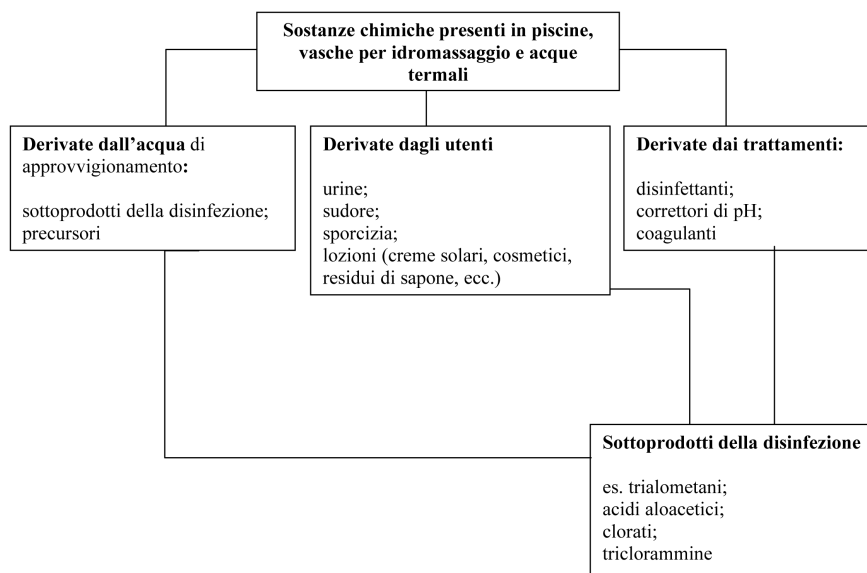 Sostanze chimiche presenti in piscine,
vasche per idromassaggio e acque
termali
Derivate dall'acqua di
approvvigionamento:
sottoprodotti della disinfezione;
precursori
Derivate dagli utenti
urine;
sudore;
sporcizia;
lozioni (creme solari, cosmetici,
residui di sapone, ecc.)
Derivate dai trattamenti:
disinfettanti;
correttori di pH;
coagulanti
Sottoprodotti della disinfezione
es. trialometani;
acidi aloacetici;
clorati;
triclorammine